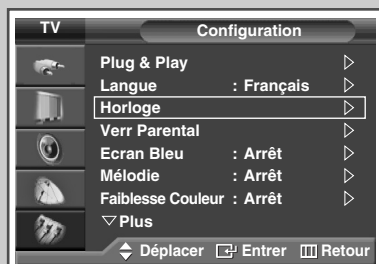 TV Configuration
Plug & Play
Langue : Français
Horloge
Verr Parental
Ecran Bleu : Arrêt
Mélodie : Arrêt
Faiblesse Couleur : Arrêt
Plus
Déplacer Entrer Retour